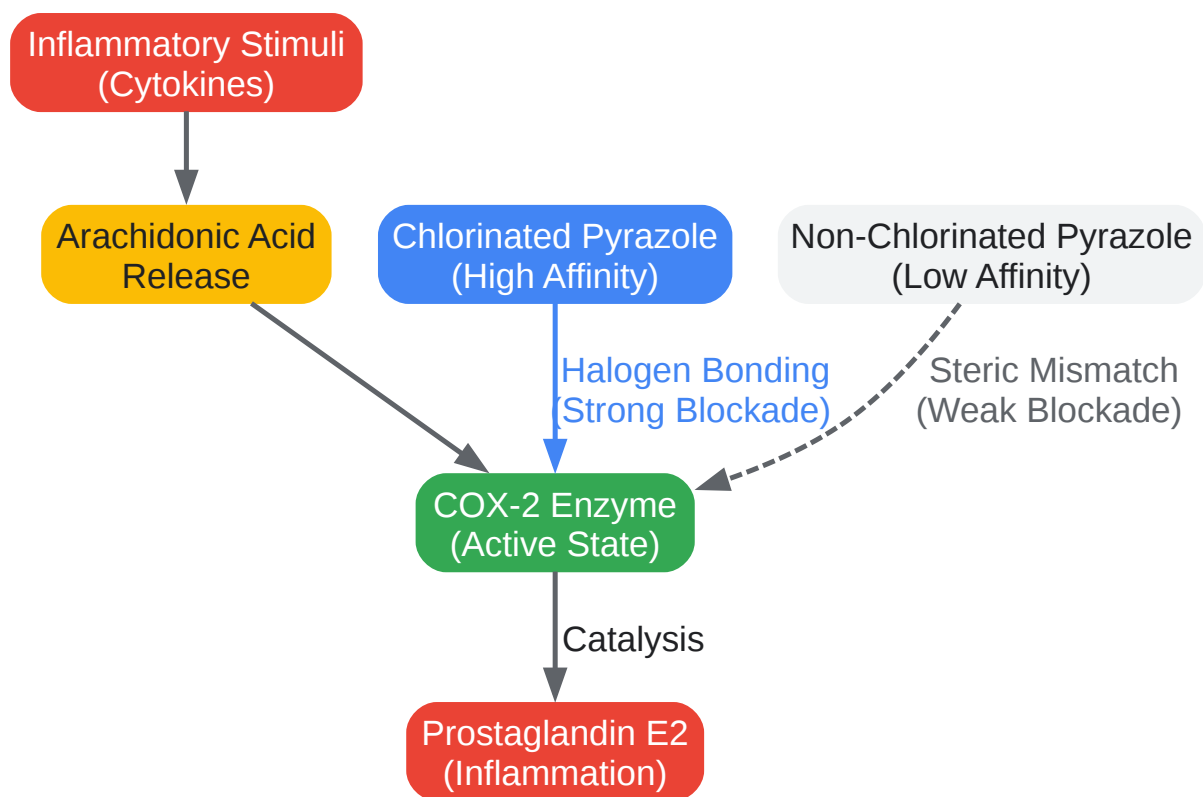 Inflammatory Stimuli
(Cytokines)
Arachidonic Acid
Release
Chlorinated Pyrazole
(High Affinity)
Non-Chlorinated Pyrazole
(Low Affinity)
Halogen Bonding
(Strong Blockade)
Steric Mismatch
(Weak Blockade)
COX-2 Enzyme
(Active State)
Catalysis
Prostaglandin E2
(Inflammation)